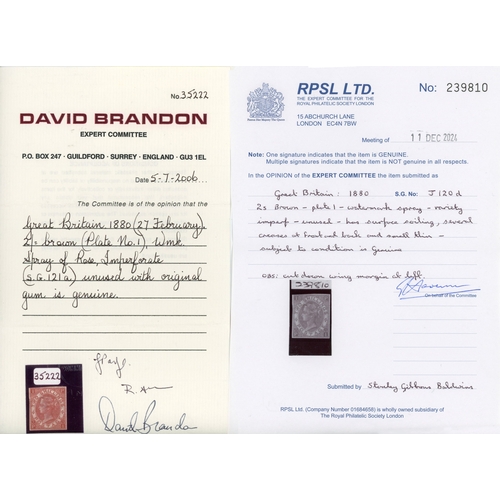 No. 35222
DAVID BRANDON
EXPERT COMMITTEE
P.O. BOX 247 · GUILDFORD · SURREY · ENGLAND · GU3 1EL
Date 5-7-2006
The Committee is of the opinion that the
Great Britain 1880 (27 February)
2/= brown (Plate No.1), Wmk
Spray of Rose, Imperforate
(S.G. 121a) unused with original
gum is genuine.
35222
David Brandon
RPSL LTD.
THE EXPERT COMMITTEE FOR THE
ROYAL PHILATELIC SOCIETY LONDON
No: 239810
15 ABCHURCH LANE
LONDON EC4N 7BW
Meeting of 11 DEC 2024
Note: One signature indicates that the item is GENUINE.
Multiple signatures indicate that the item is NOT genuine in all respects.
In the OPINION of the EXPERT COMMITTEE the item submitted as
Great Britain: 1880 S.G. No: J120d
2s Brown - plate 1 - watermark spray - variety
imperf - unused - has surface soiling, several
creases at front and back and small thin -
subject to condition is Genuine
OBS: cut down wing margin at left.
239810
On behalf of the Committee
Submitted by Stanley Gibbons Baldwins
RPSL Ltd. (Company Number 01684658) is wholly owned subsidiary of
The Royal Philatelic Society London